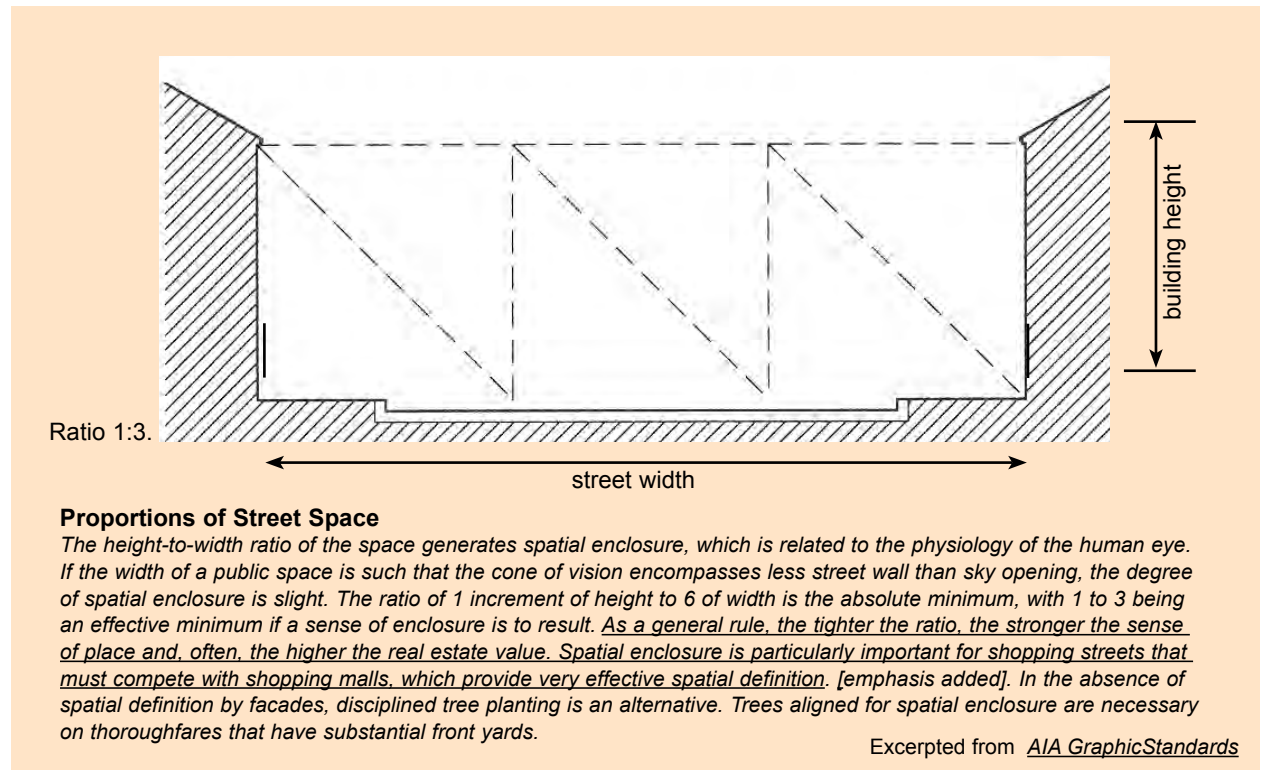 building height
Ratio 1:3.
street width
Proportions of Street Space
The height-to-width ratio of the space generates spatial enclosure, which is related to the physiology of the human eye.
If the width of a public space is such that the cone of vision encompasses less street wall than sky opening, the degree
of spatial enclosure is slight. The ratio of 1 increment of height to 6 of width is the absolute minimum, with 1 to 3 being
an effective minimum if a sense of enclosure is to result. As a general rule, the tighter the ratio, the stronger the sense
of place and, often, the higher the real estate value. Spatial enclosure is particularly important for shopping streets that
must compete with shopping malls, which provide very effective spatial definition. [emphasis added]. In the absence of
spatial definition by facades, disciplined tree planting is an alternative. Trees aligned for spatial enclosure are necessary
on thoroughfares that have substantial front yards.
Excerpted from AIA GraphicStandards